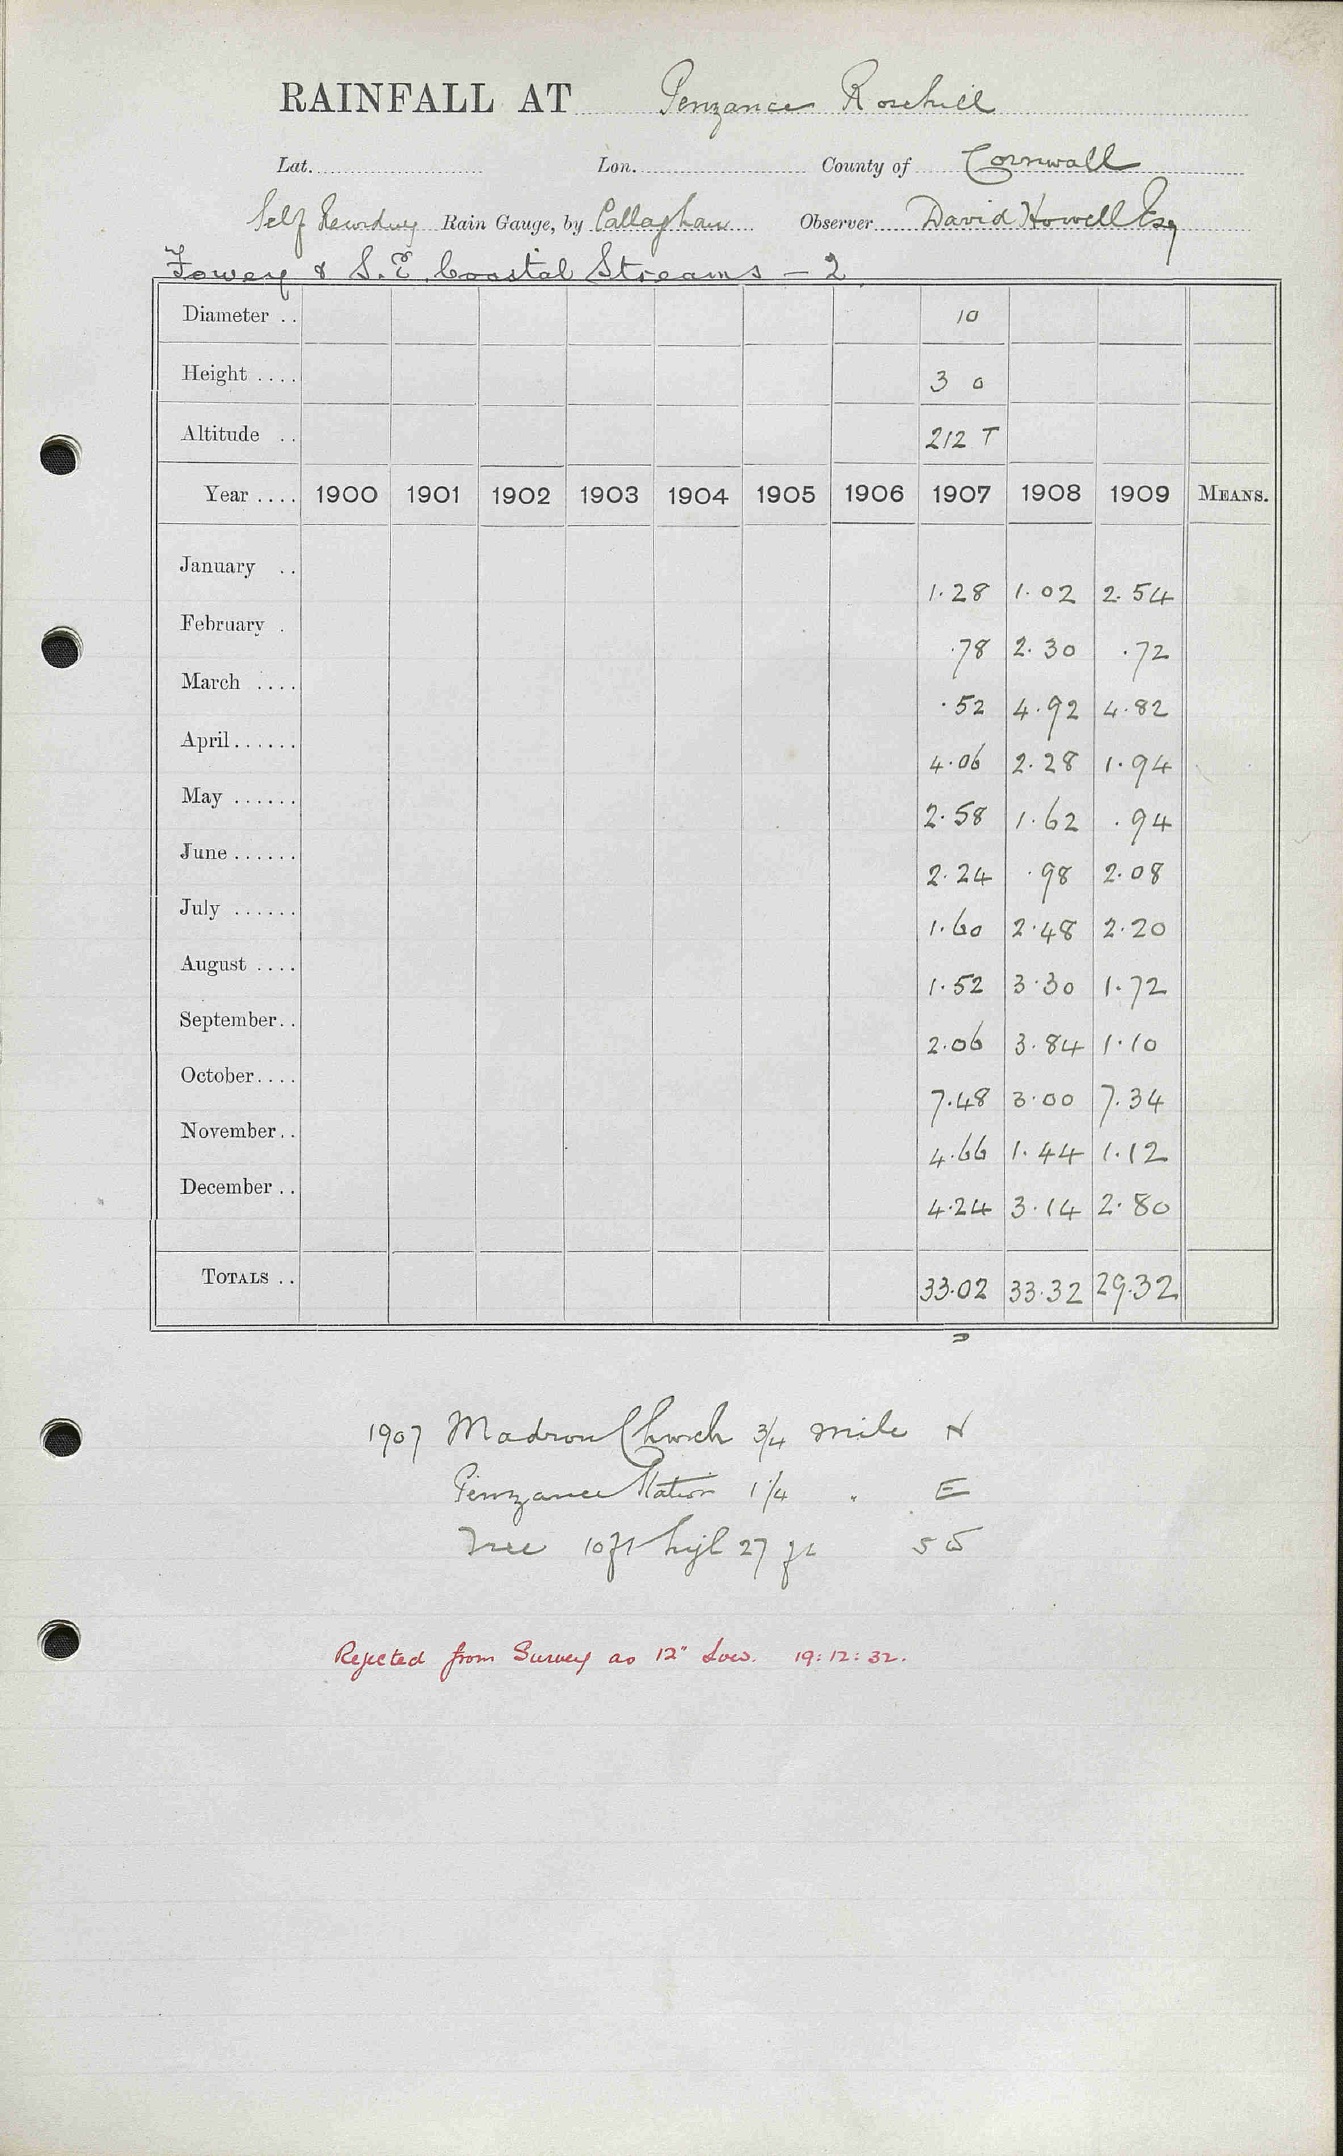 RAINFALL AT Penzance Rosehill
Lat. Lon. County of Cornwall
Self Recording Rain Gauge, by Callaghan Observer David Howell Esq
Fowey & S.E. Coastal Streams - 2
Diameter .. 10
Height .... 3 0
Altitude .. 212 T
Year .... 1900 1901 1902 1903 1904 1905 1906 1907 1908 1909 MEANS.
January .. 1.28 1.02 2.54
February . .78 2.30 .72
March .... .52 4.92 4.82
April...... 4.06 2.28 1.94
May ...... 2.58 1.62 .94
June...... 2.24 .98 2.08
July ...... 1.60 2.48 2.20
August .... 1.52 3.30 1.72
September.. 2.06 3.84 1.10
October.... 7.48 3.00 7.34
November.. 4.66 1.44 1.12
December.. 4.24 3.14 2.80
TOTALS .. 33.02 33.32 29.32
1907 Madron Church 3/4 mile N
Penzance Station 1 1/4 " E
Tree 10 ft high 27 ft SW
Rejected from Survey as 12" Low. 19:12:32.